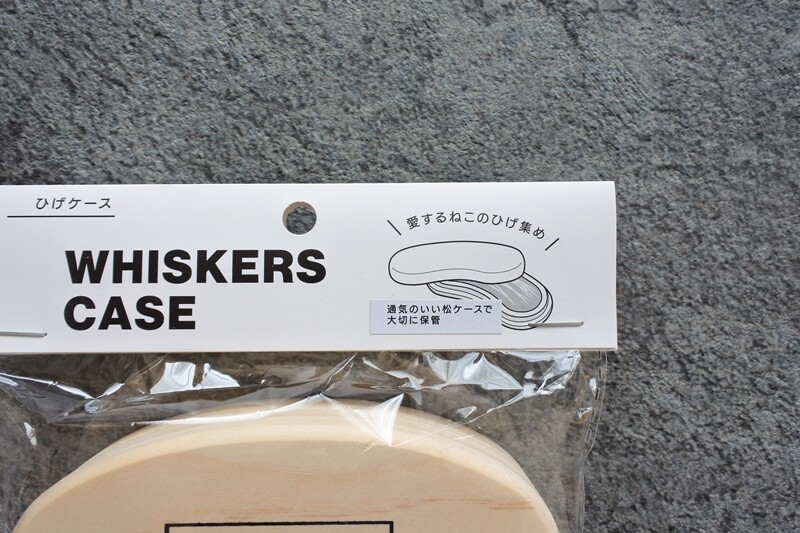 ひげケース
WHISKERS
CASE
愛するねこのひげ集め
通気のいい松ケースで
大切に保管